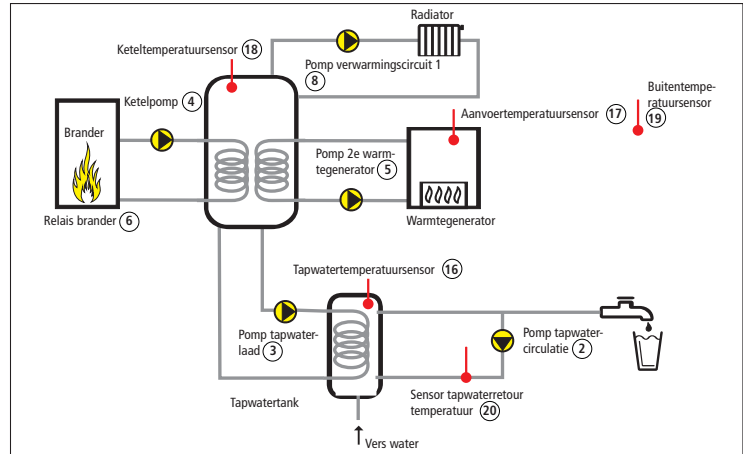 Radiator
Keteltemperatuursensor 18
Pomp verwarmingscircuit 1
8
Buitentempe-
ratuursensor
19
Ketelpomp 4
Aanvoertemperatuursensor 17
Brander
Pomp 2e warm-
tegenerator 5
Relais brander 6
Warmtegenerator
Tapwatertemperatuursensor 16
Pomp tapwater-
laad 3
Pomp tapwater-
circulatie 2
Tapwatertank
Sensor tapwaterretour
temperatuur 20
Vers water